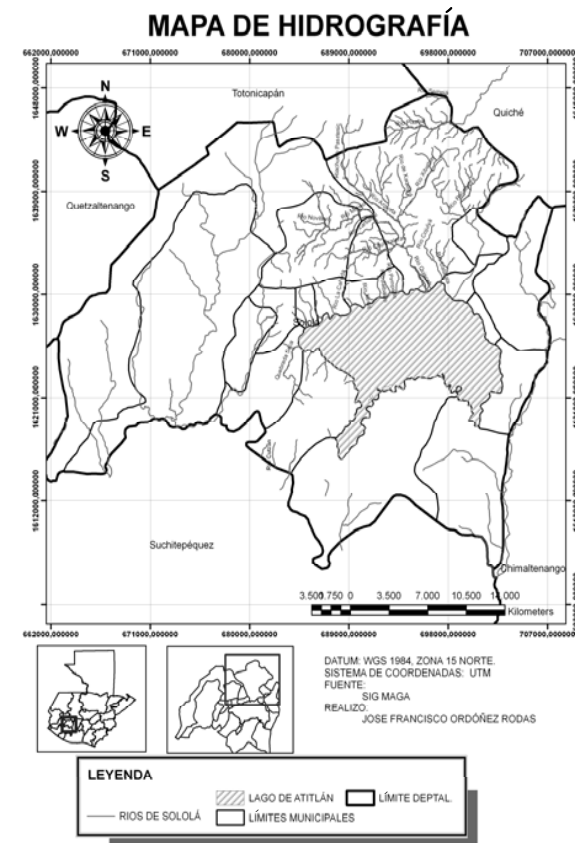 MAPA DE HIDROGRAFÍA
662000,000000 671000,000000 680000,000000 689000,000000 698000,000000 707000,000000
1648000,000000
1639000,000000
1630000,000000
1621000,000000
1612000,000000
N
W E
S
Totonicapán
Quiché
Quetzaltenango
Sololá
Suchitepéquez
Chimaltenango
3.500 1.750 0 3.500 7.000 10.500 14.000
Kilometers
662000,000000 671000,000000 680000,000000 689000,000000 698000,000000 707000,000000
DATUM: WGS 1984, ZONA 15 NORTE.
SISTEMA DE COORDENADAS: UTM
FUENTE:
SIG MAGA
REALIZO.
JOSE FRANCISCO ORDÓÑEZ RODAS
LEYENDA
LAGO DE ATITLÁN LÍMITE DEPTAL.
RIOS DE SOLOLÁ LÍMITES MUNICIPALES